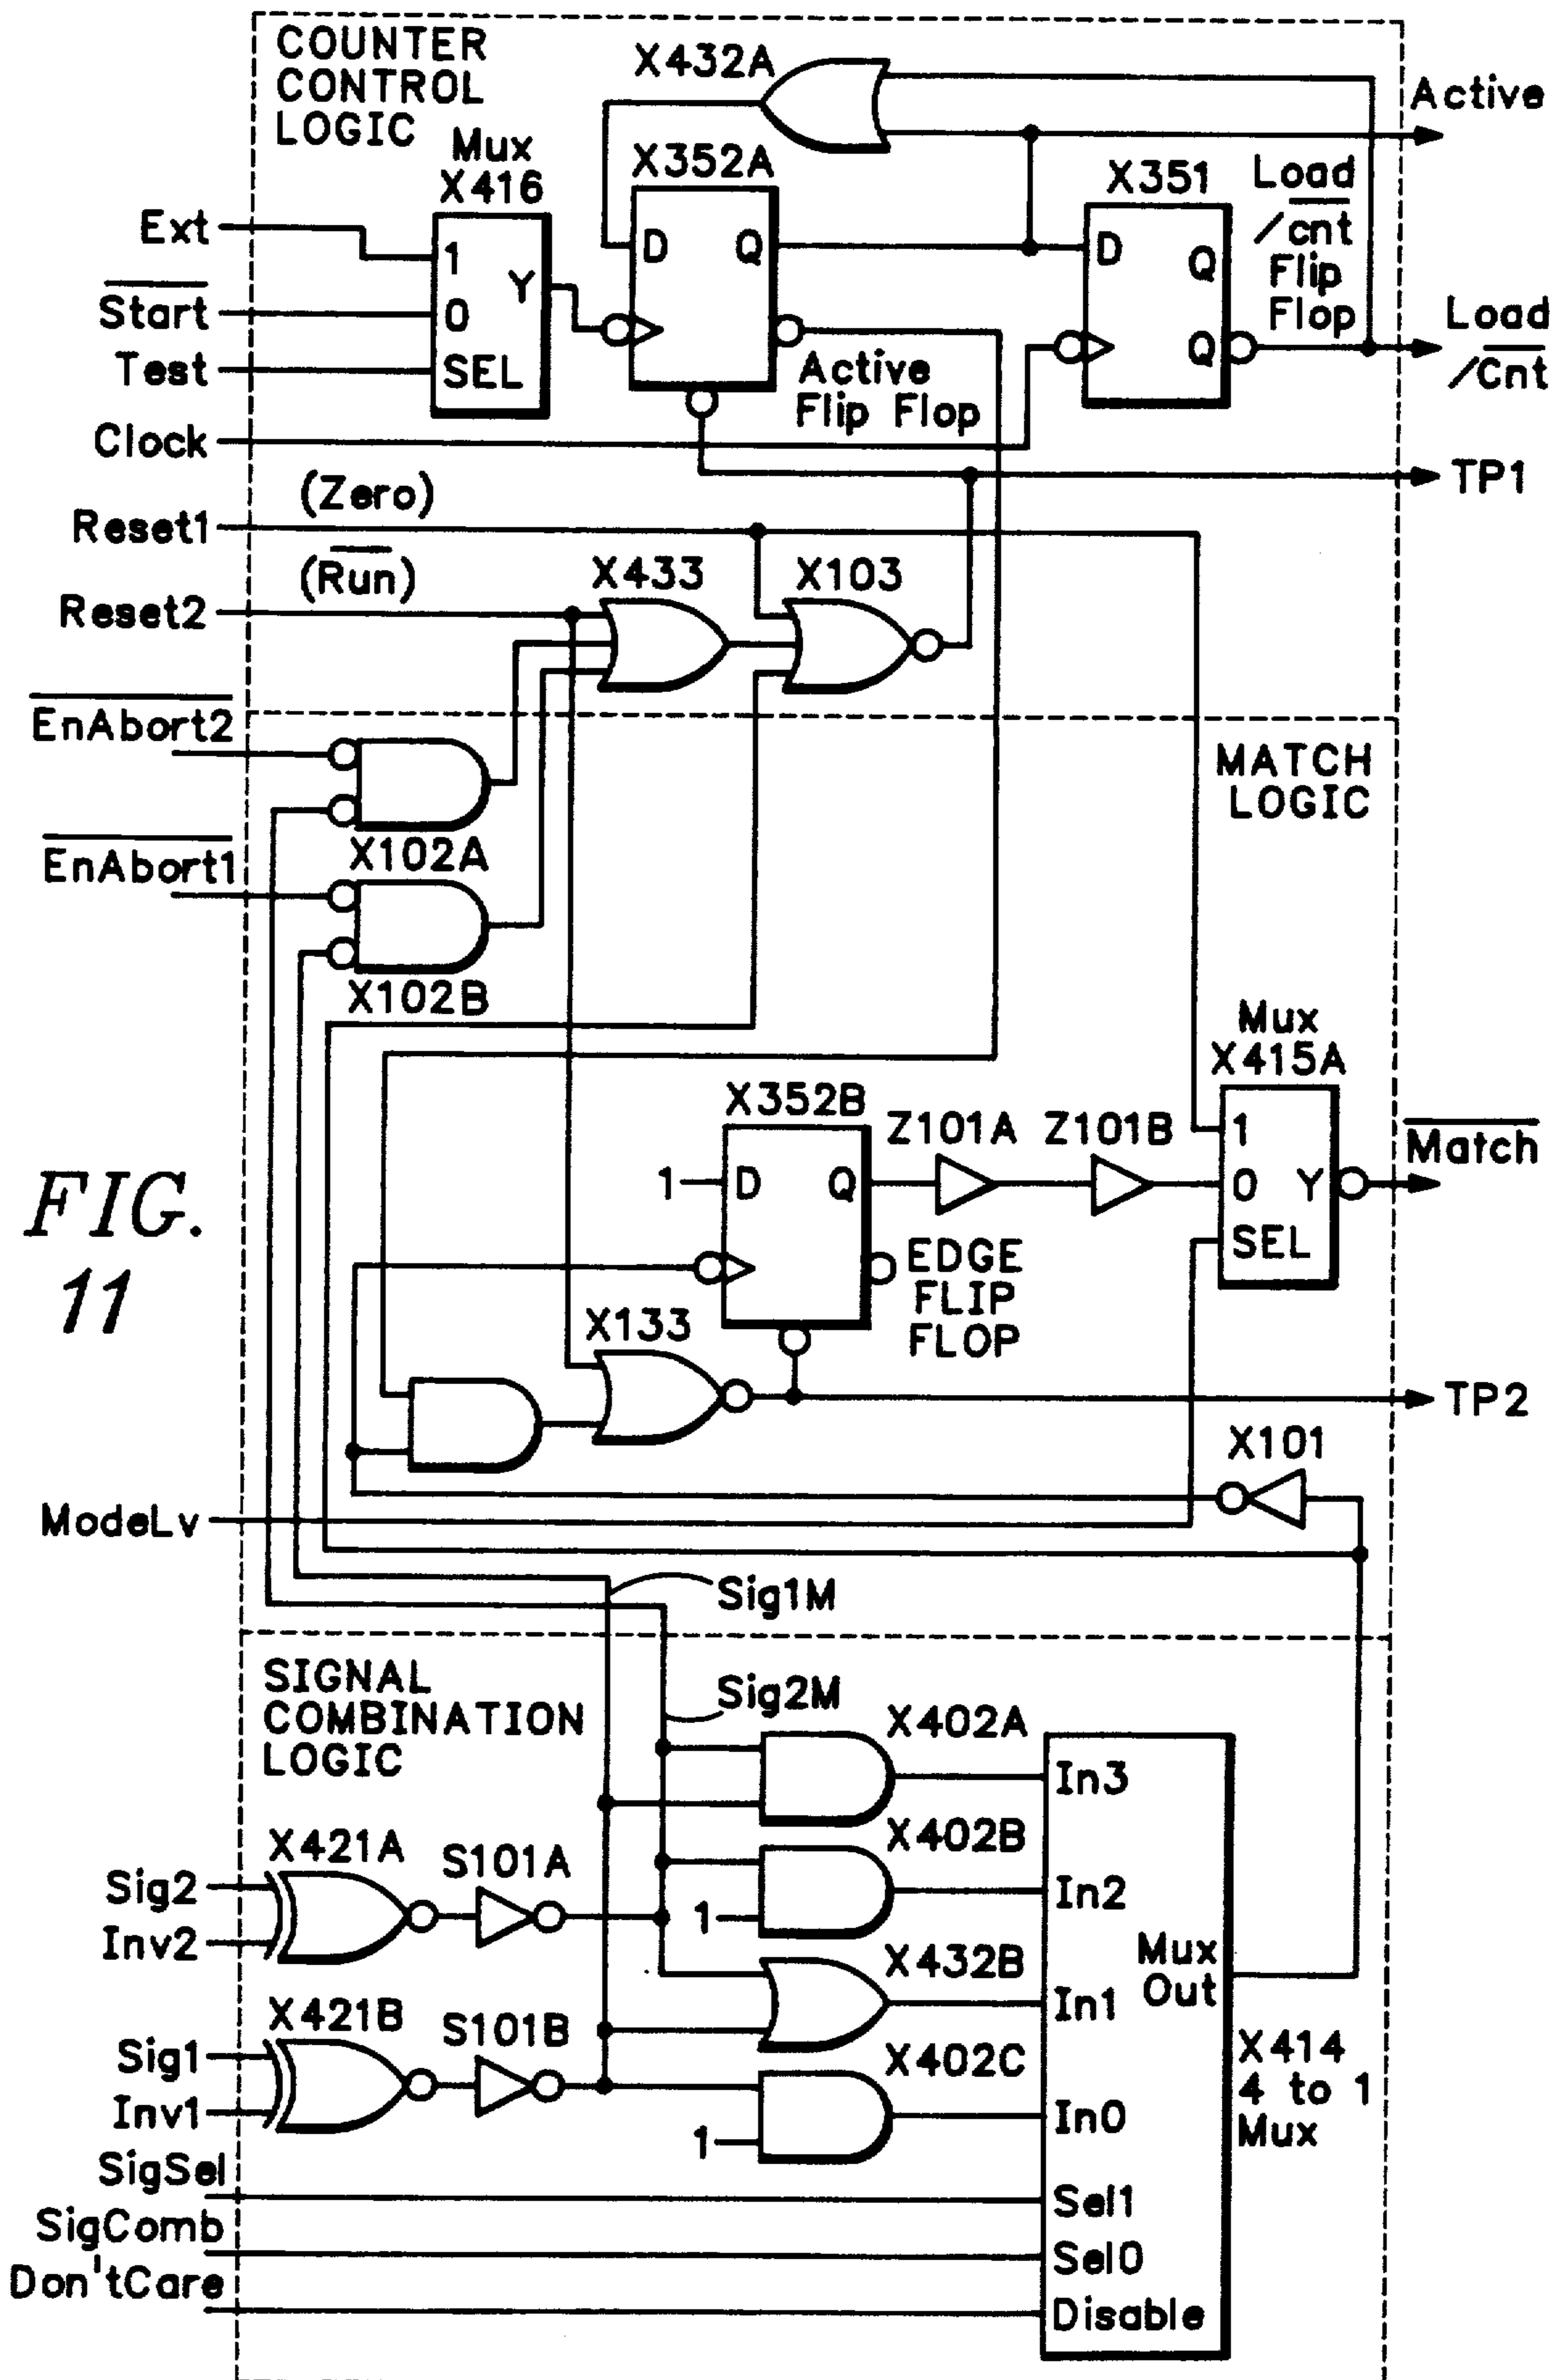 COUNTER
CONTROL
LOGIC
X432A
Active
Mux
X416
X352A
X351
Load
/cnt
Flip
Flop
Ext
1
Y
D
Q
D
Q
Start
0
Load
/Cnt
Test
SEL
Q
Active
Flip Flop
Clock
TP1
(Zero)
Reset1
(Run)
X433
X103
Reset2
EnAbort2
MATCH
LOGIC
X102A
EnAbort1
X102B
Mux
X415A
X352B
Z101A
Z101B
Match
1
D
Q
1
0
Y
SEL
FIG.
11
EDGE
FLIP
FLOP
X133
TP2
X101
ModeLv
Sig1M
SIGNAL
COMBINATION
LOGIC
Sig2M
X402A
In3
X402B
X421A
S101A
Sig2
Inv2
1
In2
X432B
Mux
Out
X421B
S101B
In1
Sig1
Inv1
X402C
X414
4 to 1
Mux
1
In0
SigSel
Sel1
SigComb
Sel0
Don'tCare
Disable